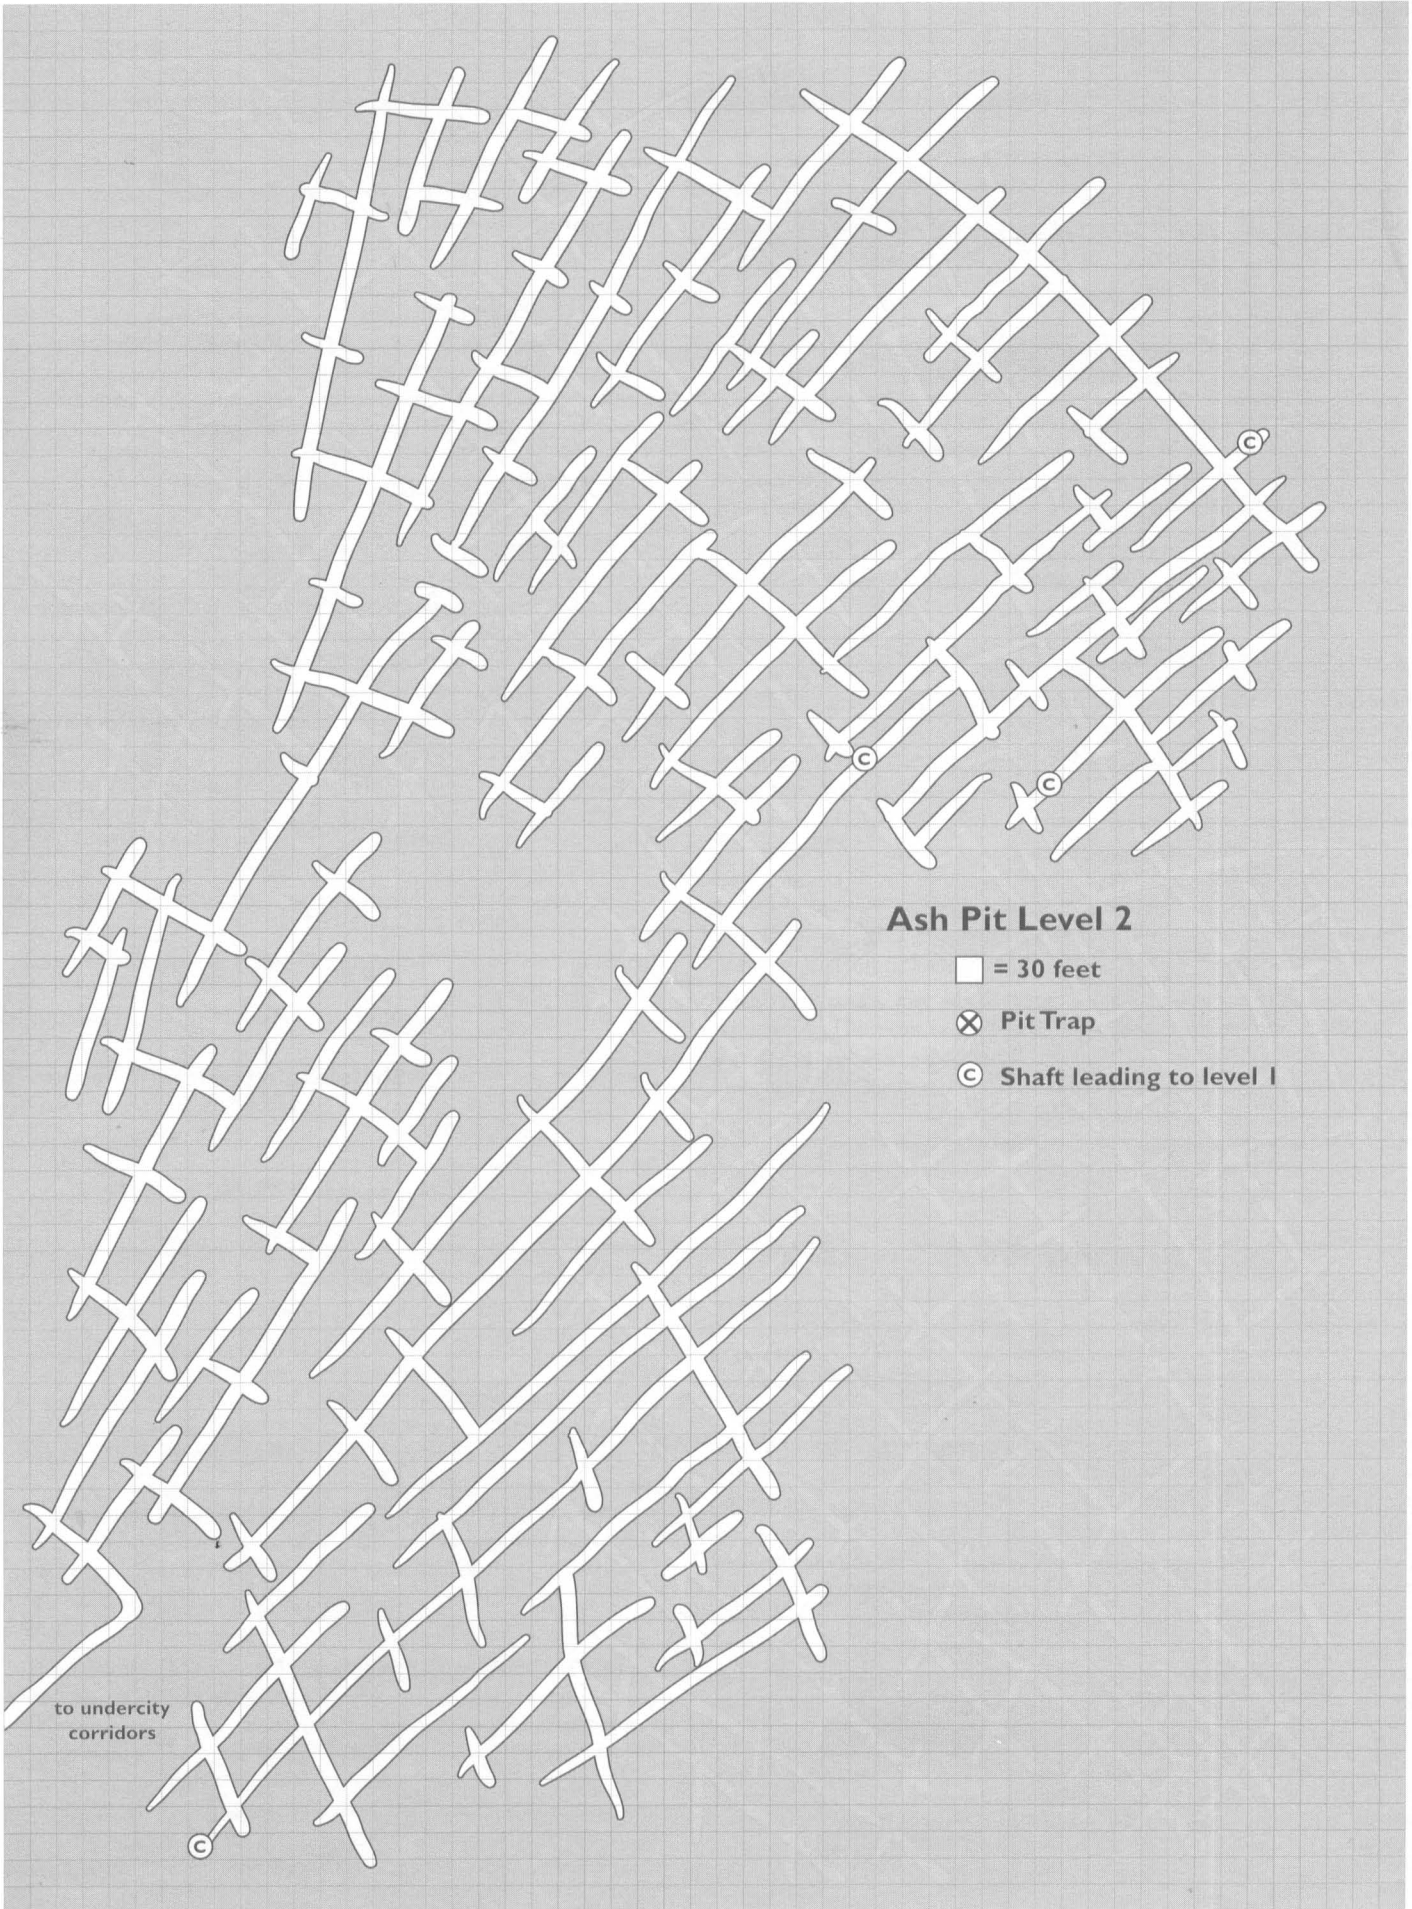 C
C
C
Ash Pit Level 2
= 30 feet
Pit Trap
C Shaft leading to level 1
to undercity
corridors
C